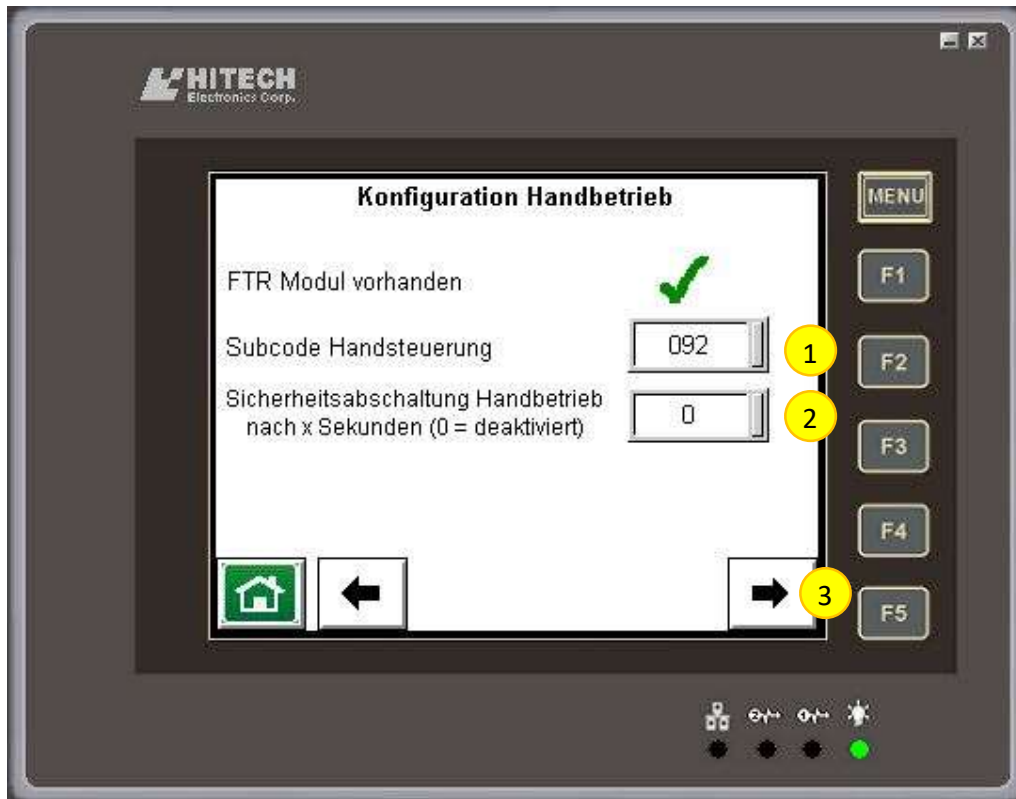 HITECH
Electronics Corp.
Konfiguration Handbetrieb
MENU
FTR Modul vorhanden
F1
Subcode Handsteuerung
092
1
F2
Sicherheitsabschaltung Handbetrieb
nach x Sekunden (0 = deaktiviert)
0
2
F3
F4
3
F5